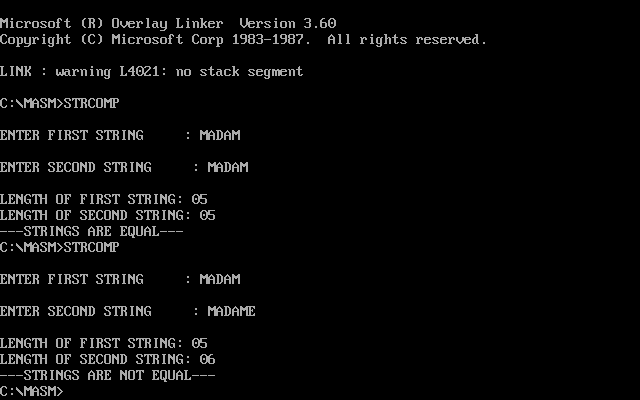 Microsoft (R) Overlay Linker  Version 3.60
Copyright (C) Microsoft Corp 1983-1987.  All rights reserved.
LINK : warning L4021: no stack segment
C:\MASM>STRCOMP
ENTER FIRST STRING     : MADAM
ENTER SECOND STRING     : MADAM
LENGTH OF FIRST STRING: 05
LENGTH OF SECOND STRING: 05
---STRINGS ARE EQUAL---
C:\MASM>STRCOMP
ENTER FIRST STRING     : MADAM
ENTER SECOND STRING     : MADAME
LENGTH OF FIRST STRING: 05
LENGTH OF SECOND STRING: 06
---STRINGS ARE NOT EQUAL---
C:\MASM>